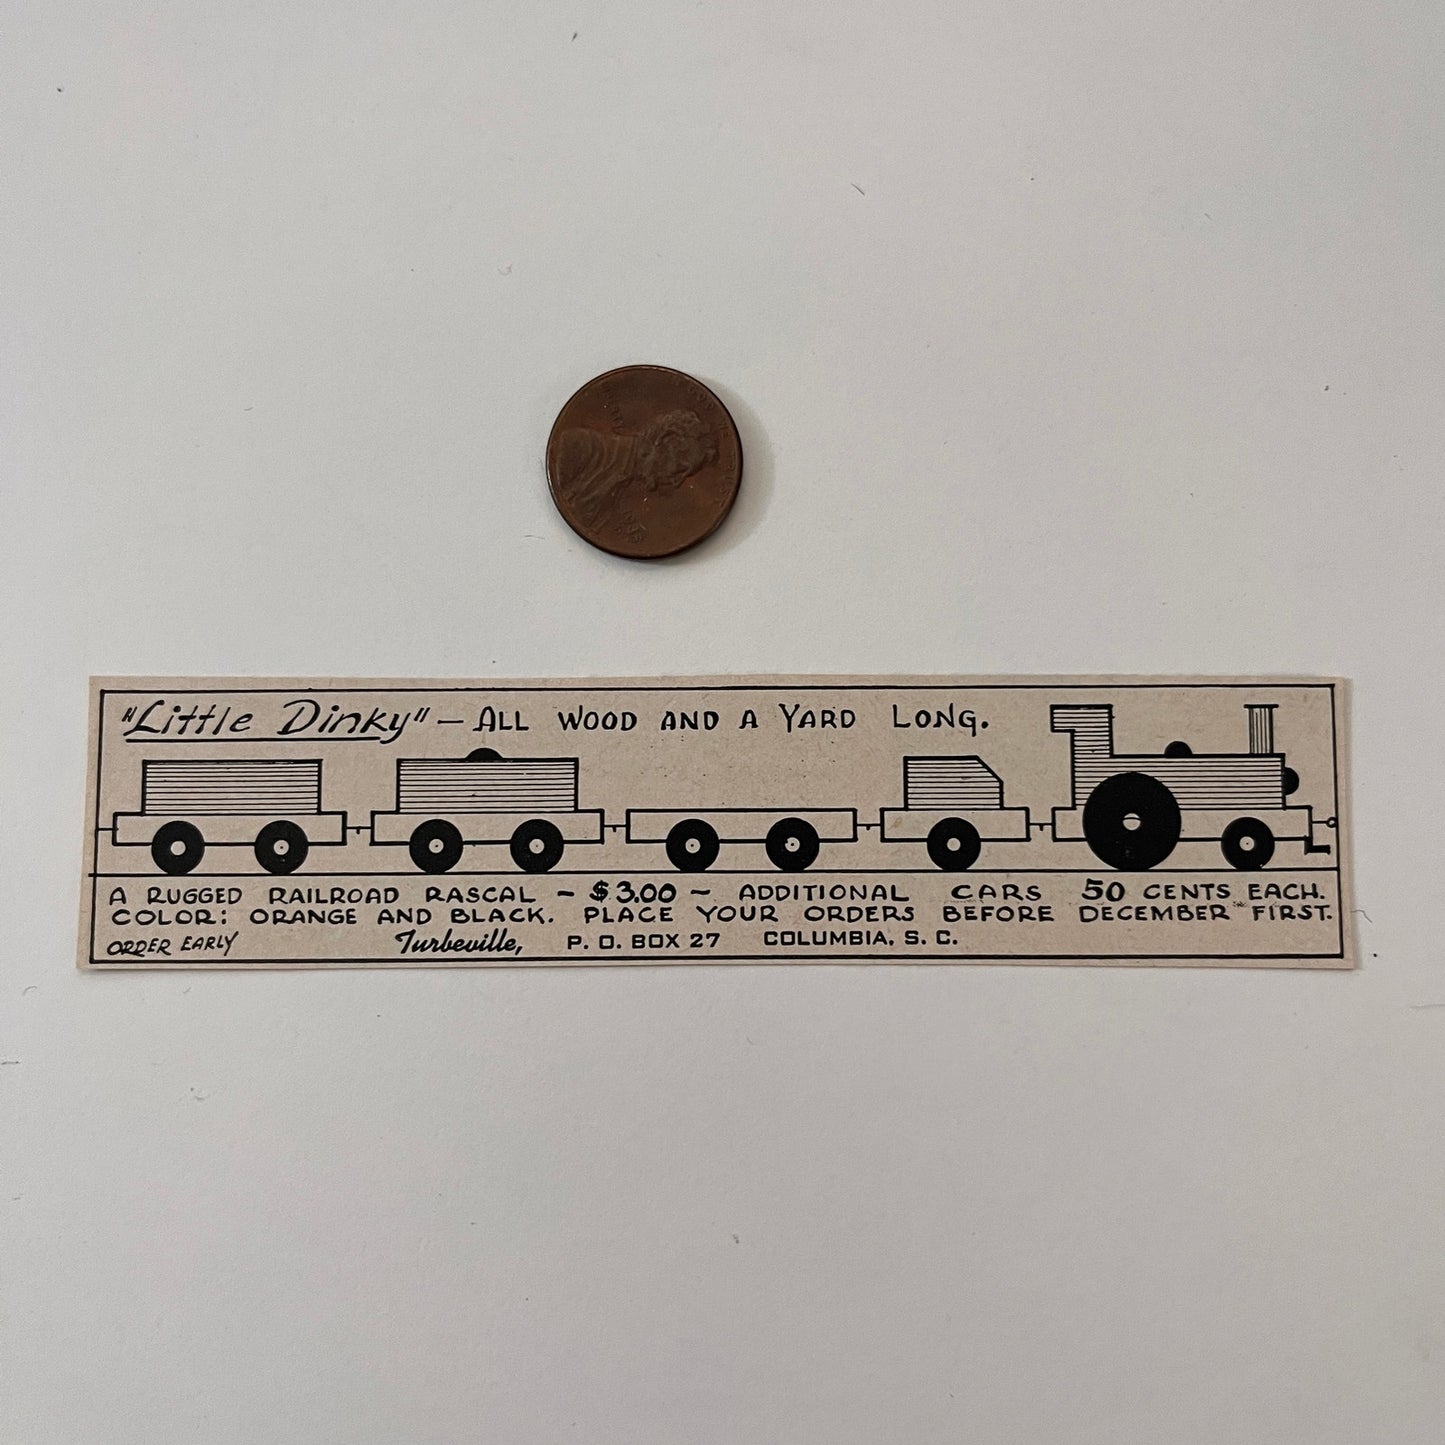 "Little Dinky" — ALL WOOD AND A YARD LONG.
A RUGGED RAILROAD RASCAL ~ $3.00 ~ ADDITIONAL CARS 50 CENTS EACH.
COLOR: ORANGE AND BLACK. PLACE YOUR ORDERS BEFORE DECEMBER FIRST.
ORDER EARLY Turbeville, P. O. BOX 27 COLUMBIA, S. C.